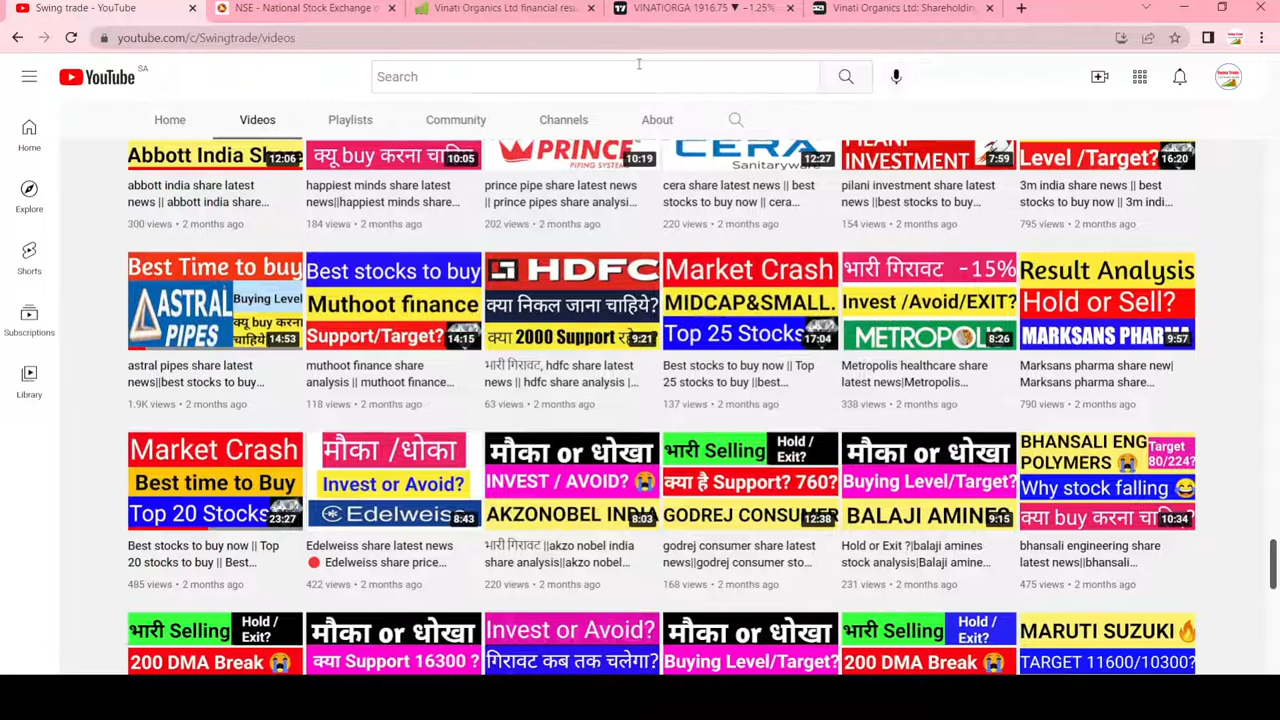 Swing trade - YouTube
NSE - National Stock Exchange o
Vinati Organics Ltd financial resu
VINATIORGA 1916.75 ▼ −1.25%
Vinati Organics Ltd: Shareholdin
youtube.com/c/Swingtrade/videos
YouTube SA
Search
Home
Videos
Playlists
Community
Channels
About
Home
Explore
Shorts
Subscriptions
Library
Abbott India Share
12:06
क्यू buy करना चाहि
10:05
PRINCE
PIPING SYSTEMS
10:19
CERA
Sanitaryware
12:27
INVESTMENT
7:59
Level /Target?
16:20
abbott india share latest
news || abbott india share...
300 views • 2 months ago
happiest minds share latest
news||happiest minds share...
184 views • 2 months ago
prince pipe share latest news
|| prince pipes share analysi...
202 views • 2 months ago
cera share latest news || best
stocks to buy now || cera...
220 views • 2 months ago
pilani investment share latest
news ||best stocks to buy...
154 views • 2 months ago
3m india share news || best
stocks to buy now || 3m indi...
795 views • 2 months ago
Best Time to buy
ASTRAL
PIPES
Buying Level
क्यू buy करना
चाहिये
14:53
Best stocks to buy
Muthoot finance
Support/Target?
14:15
HDFC
क्या निकल जाना चाहिये?
क्या 2000 Support रहे
9:21
Market Crash
MIDCAP&SMALL.
Top 25 Stocks
17:04
भारी गिरावट -15%
Invest /Avoid/EXIT?
METROPOLIS
8:26
Result Analysis
Hold or Sell?
MARKSANS PHARMA
9:57
astral pipes share latest
news||best stocks to buy...
1.9K views • 2 months ago
muthoot finance share
analysis || muthoot finance...
118 views • 2 months ago
भारी गिरावट, hdfc share latest
news || hdfc share analysis |...
63 views • 2 months ago
Best stocks to buy now || Top
25 stocks to buy ||best...
137 views • 2 months ago
Metropolis healthcare share
latest news|Metropolis...
338 views • 2 months ago
Marksans pharma share new|
Marksans pharma share...
790 views • 2 months ago
Market Crash
Best time to Buy
Top 20 Stocks
23:27
मौका /धोका
Invest or Avoid?
Edelweiss
8:43
मौका or धोखा
INVEST / AVOID?
AKZONOBEL INDIA
8:03
भारी Selling
Hold /
Exit?
क्या है Support? 760?
GODREJ CONSUMER
12:38
मौका or धोखा
Buying Level/Target?
BALAJI AMINES
9:15
BHANSALI ENG
POLYMERS
Target
80/224?
Why stock falling
क्या buy करना चाहि
10:34
Best stocks to buy now || Top
20 stocks to buy || Best...
485 views • 2 months ago
Edelweiss share latest news
Edelweiss share price...
422 views • 2 months ago
भारी गिरावट ||akzo nobel india
share analysis||akzo nobel...
220 views • 2 months ago
godrej consumer share latest
news||godrej consumer sto...
168 views • 2 months ago
Hold or Exit ?|balaji amines
stock analysis|Balaji amine...
231 views • 2 months ago
bhansali engineering share
latest news||bhansali...
475 views • 2 months ago
भारी Selling
Hold /
Exit?
200 DMA Break
मौका or धोखा
क्या Support 16300 ?
Invest or Avoid?
गिरावट कब तक चलेगा?
मौका or धोखा
Buying Level/Target?
भारी Selling
Hold /
Exit?
200 DMA Break
MARUTI SUZUKI
TARGET 11600/10300?